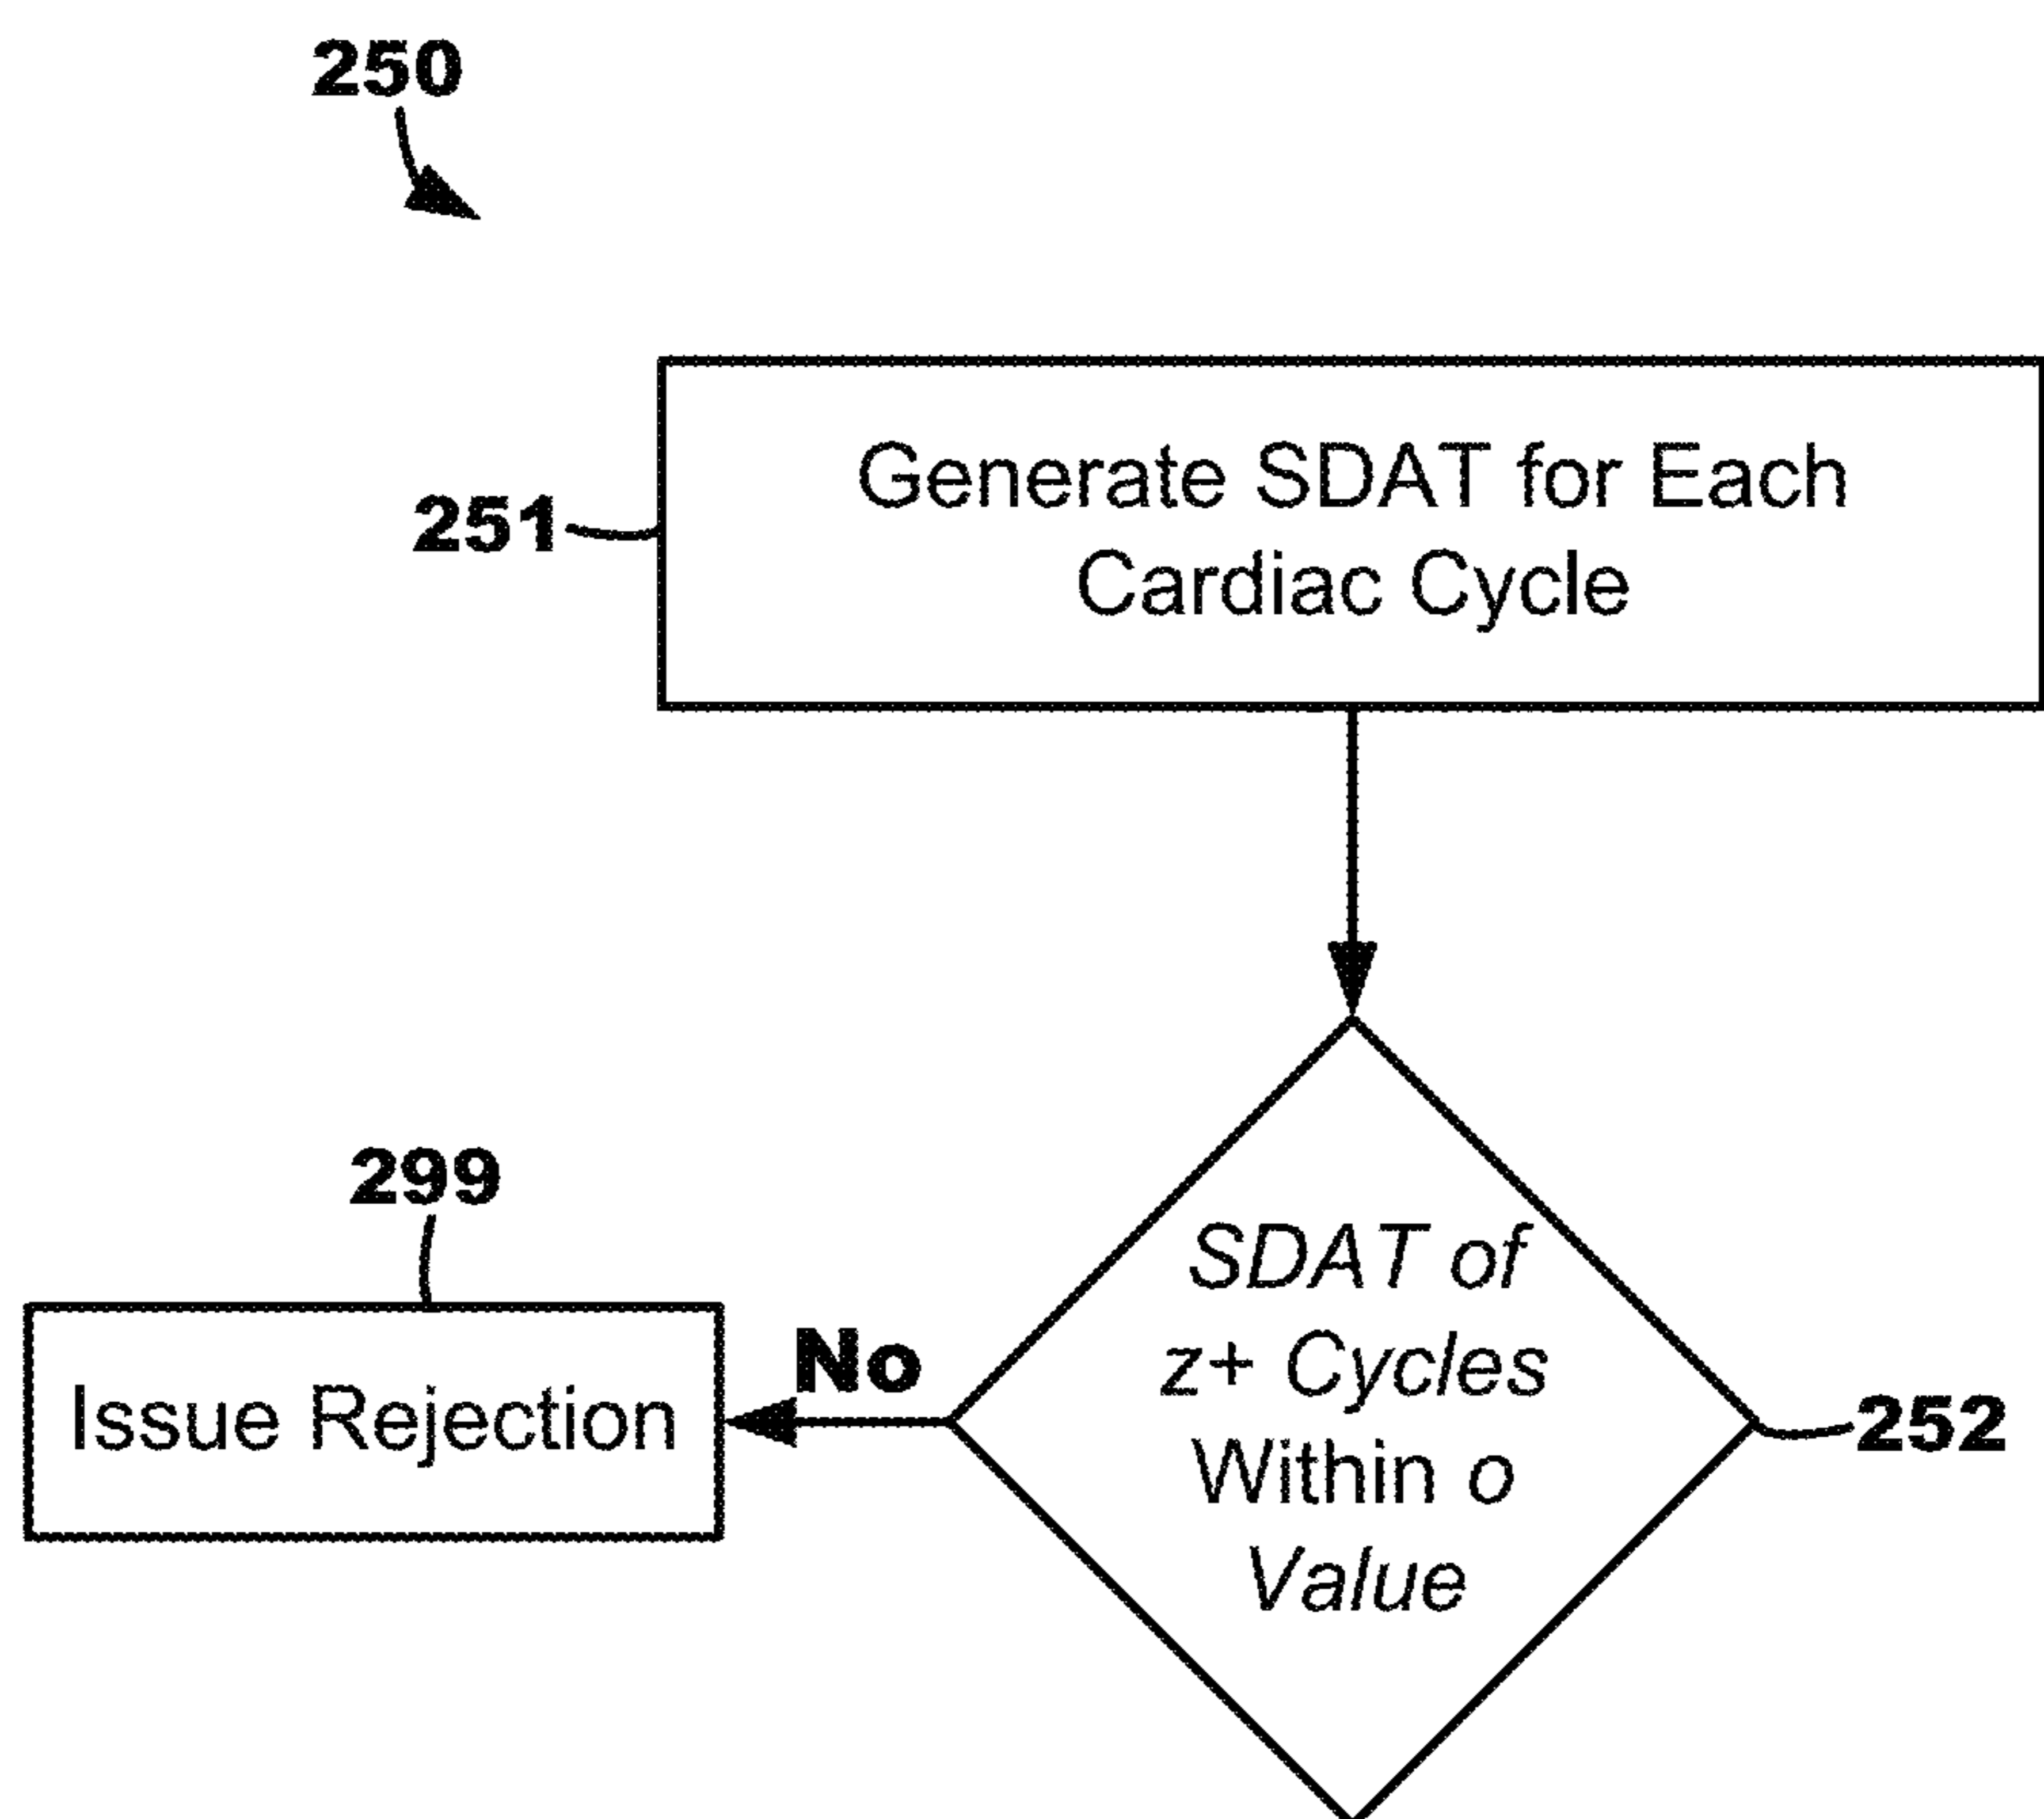 250
Generate SDAT for Each
251
Cardiac Cycle
299
SDAT of
No
z+ Cycles
Issue Rejection
252
Within o
Value